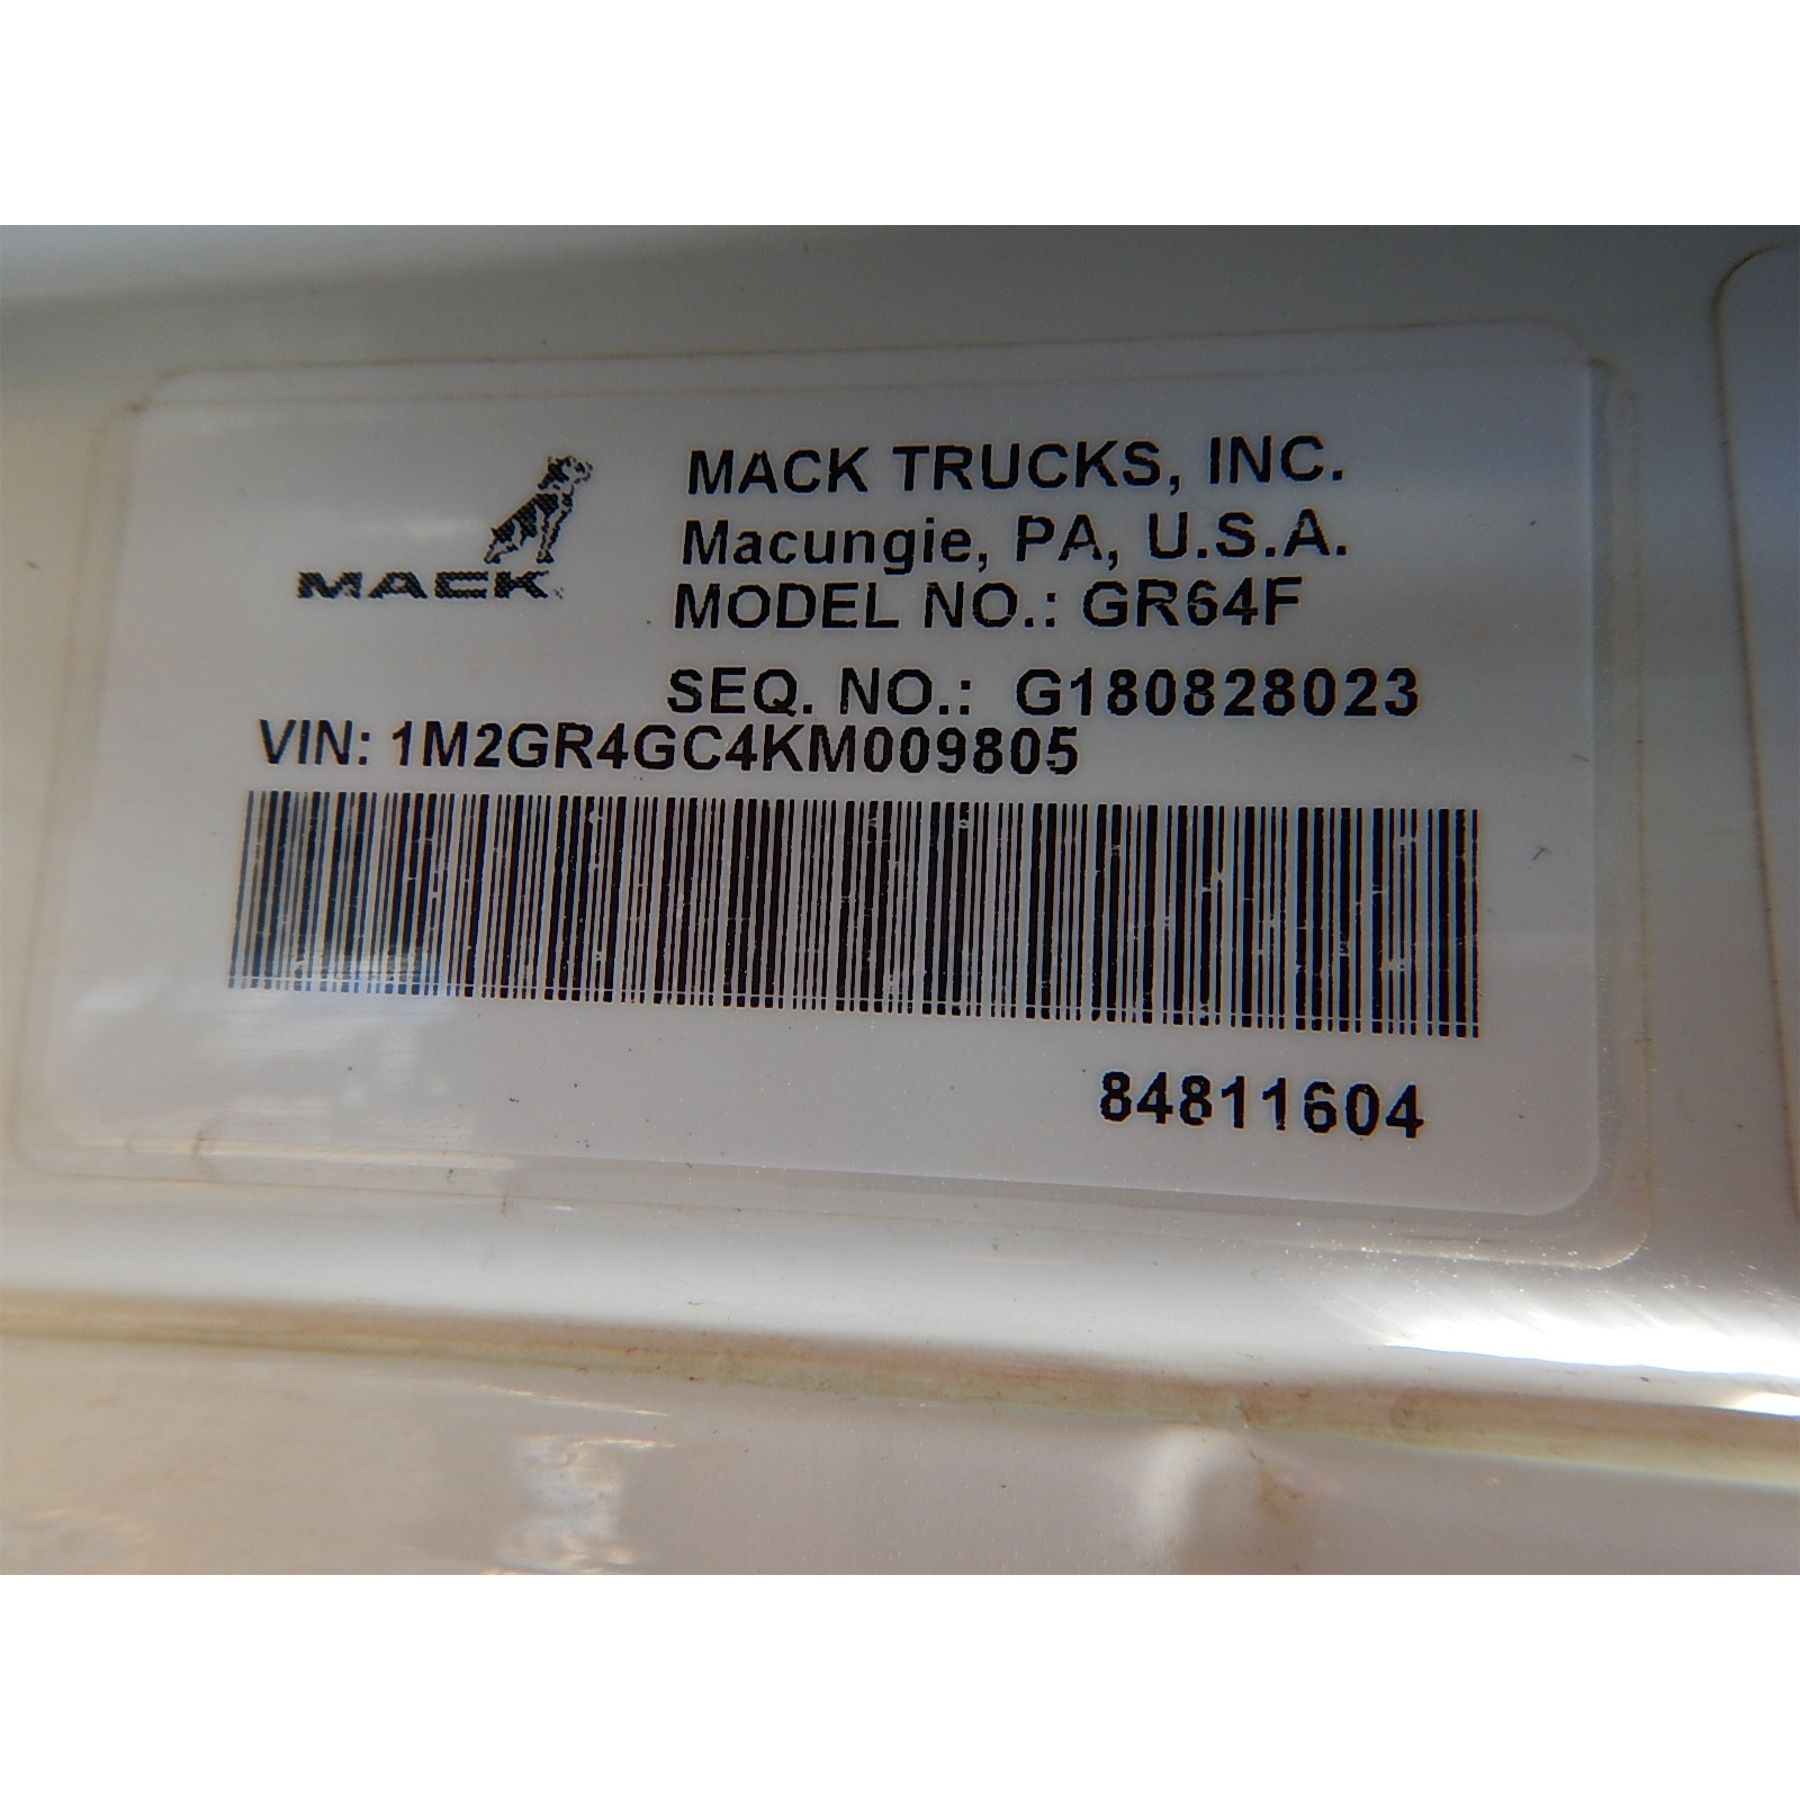 MACK TRUCKS, INC.
Macungie, PA, U.S.A.
MACK
MODEL NO.: GR64F
SEQ. NO.: G180828023
VIN: 1M2GR4GC4KM009805
84811604